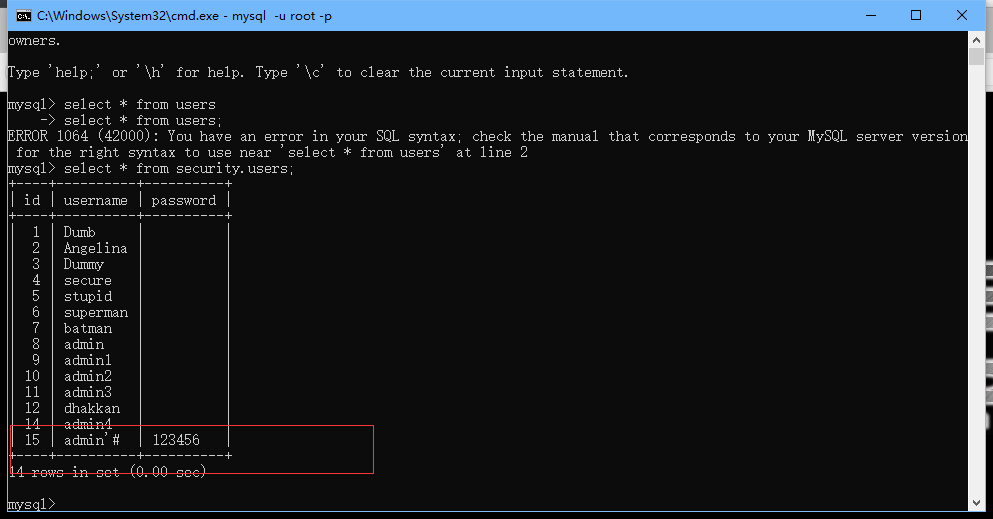 C:\Windows\System32\cmd.exe - mysql  -u root -p
owners.
Type 'help;' or '\h' for help. Type '\c' to clear the current input statement.
mysql> select * from users
    -> select * from users;
ERROR 1064 (42000): You have an error in your SQL syntax; check the manual that corresponds to your MySQL server version
 for the right syntax to use near 'select * from users' at line 2
mysql> select * from security.users;
+----+----------+----------+
| id | username | password |
+----+----------+----------+
|  1 | Dumb     |          |
|  2 | Angelina |          |
|  3 | Dummy    |          |
|  4 | secure   |          |
|  5 | stupid   |          |
|  6 | superman |          |
|  7 | batman   |          |
|  8 | admin    |          |
|  9 | admin1   |          |
| 10 | admin2   |          |
| 11 | admin3   |          |
| 12 | dhakkan  |          |
| 14 | admin4   |          |
| 15 | admin'#  | 123456   |
+----+----------+----------+
14 rows in set (0.00 sec)
mysql>